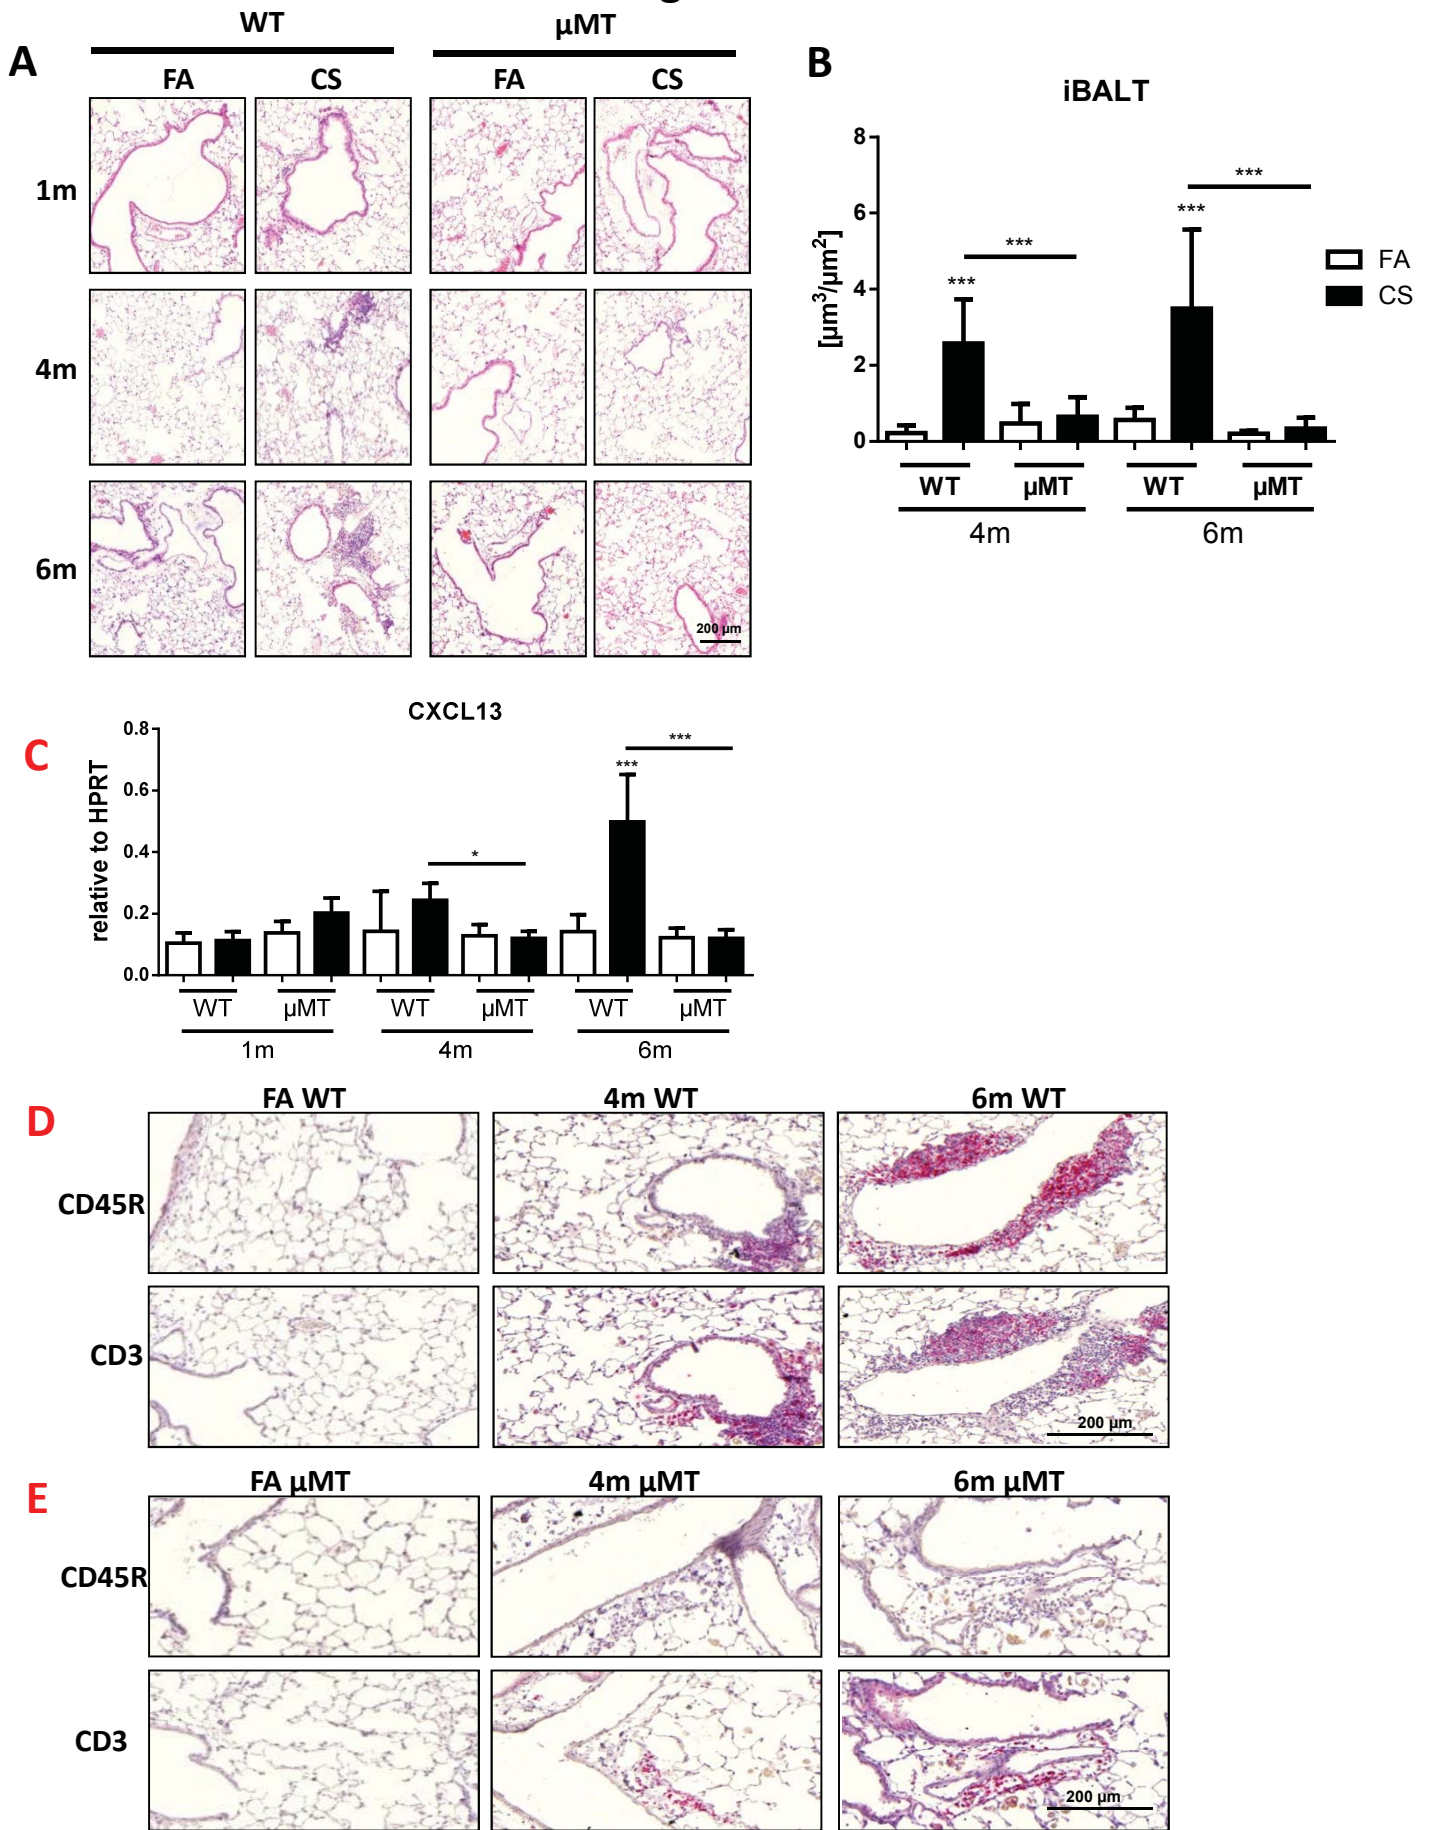 WT
µMT
A
FA
CS
FA
CS
1m
4m
6m
200 µm
B
iBALT
[µm³/µm²]
8
6
4
2
0
***
***
***
***
FA
CS
WT
µMT
WT
µMT
4m
6m
C
CXCL13
relative to HPRT
0.8
0.6
0.4
0.2
0.0
*
***
***
WT
µMT
WT
µMT
WT
µMT
1m
4m
6m
D
FA WT
4m WT
6m WT
CD45R
CD3
200 µm
E
FA µMT
4m µMT
6m µMT
CD45R
CD3
200 µm